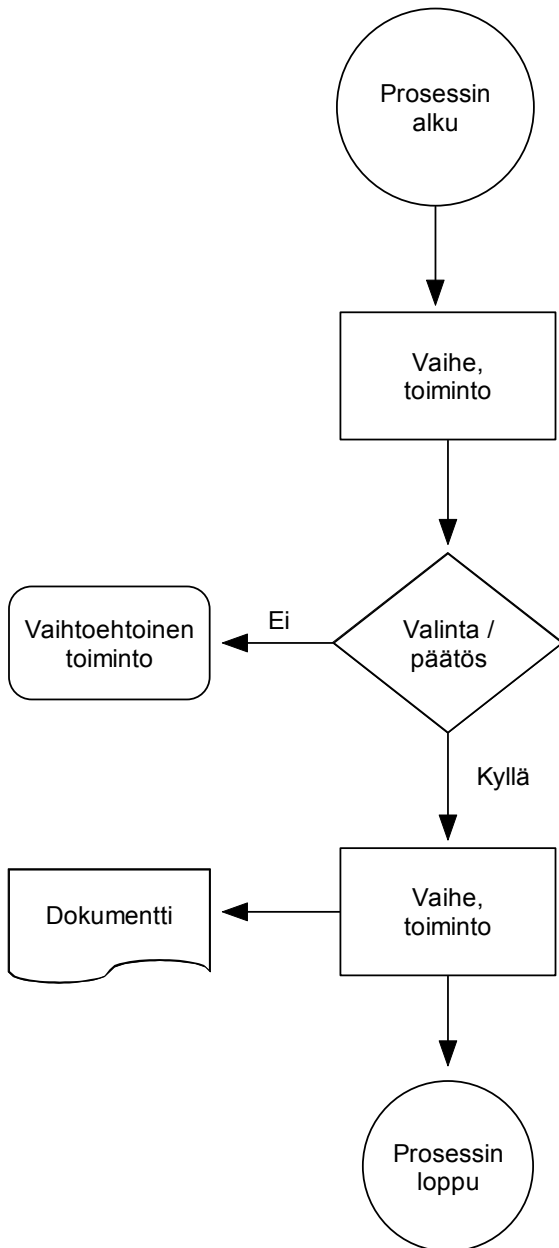 Prosessin
alku
Vaihe,
toiminto
Vaihtoehtoinen
toiminto
Ei
Valinta /
päätös
Kyllä
Dokumentti
Vaihe,
toiminto
Prosessin
loppu